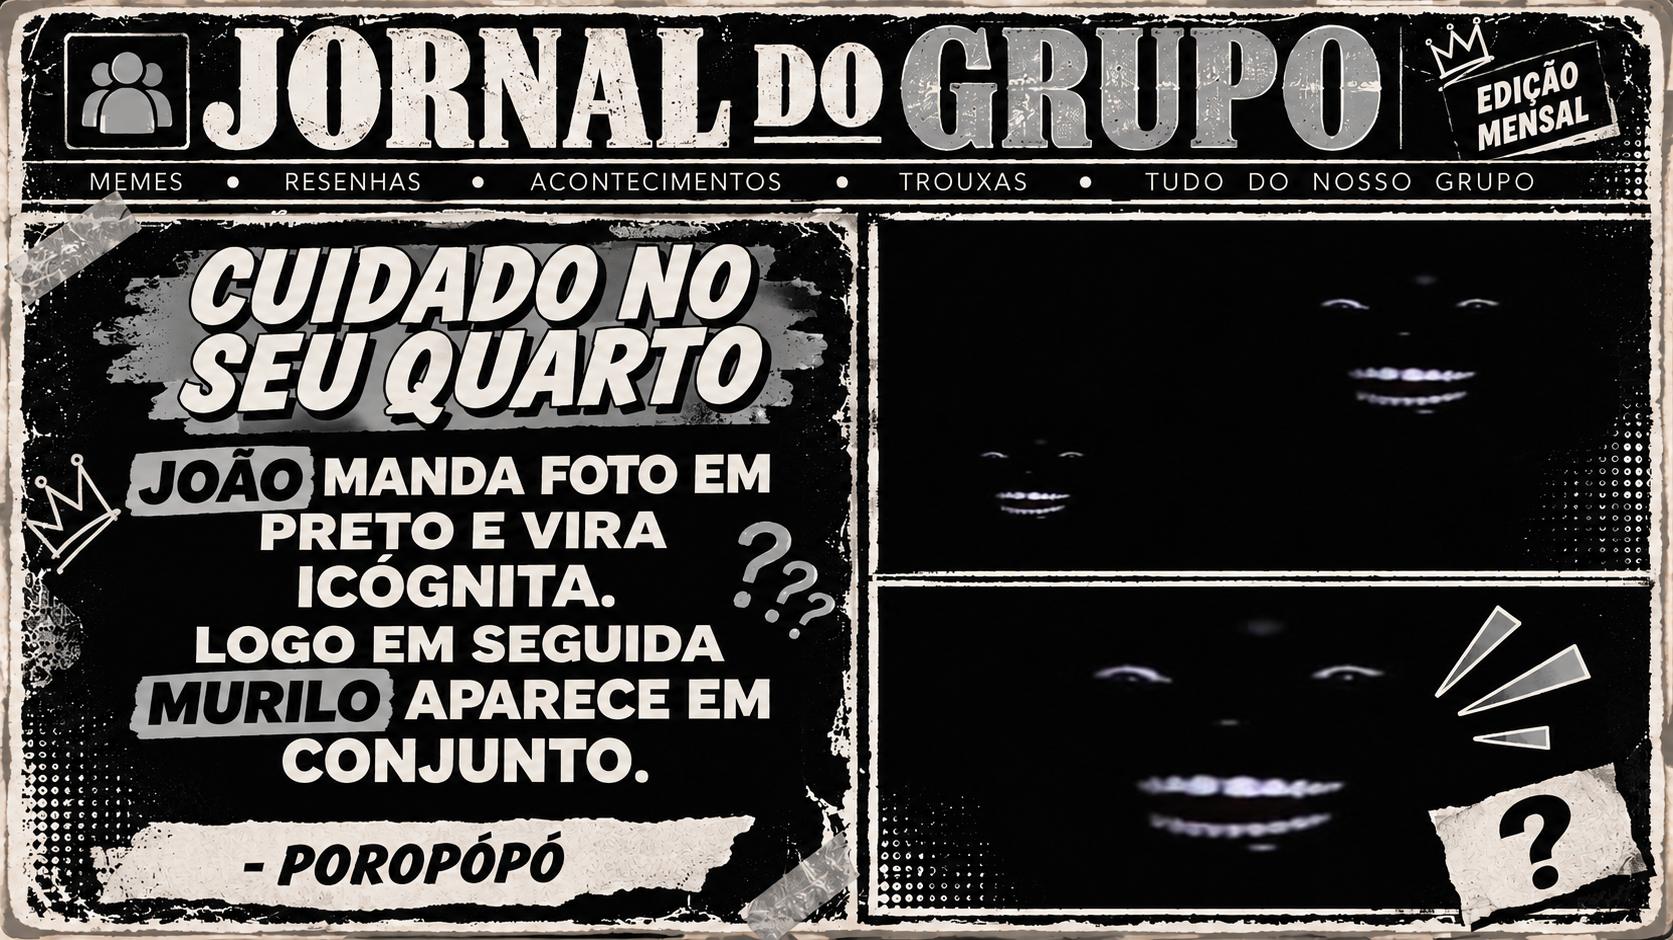 JORNAL DO GRUPO
EDIÇÃO
MENSAL
MEMES • RESENHAS • ACONTECIMENTOS • TROUXAS • TUDO DO NOSSO GRUPO
CUIDADO NO
SEU QUARTO
JOÃO MANDA FOTO EM
PRETO E VIRA
ICÓGNITA.
LOGO EM SEGUIDA
MURILO APARECE EM
CONJUNTO.
???
- POROPÓPÓ
?